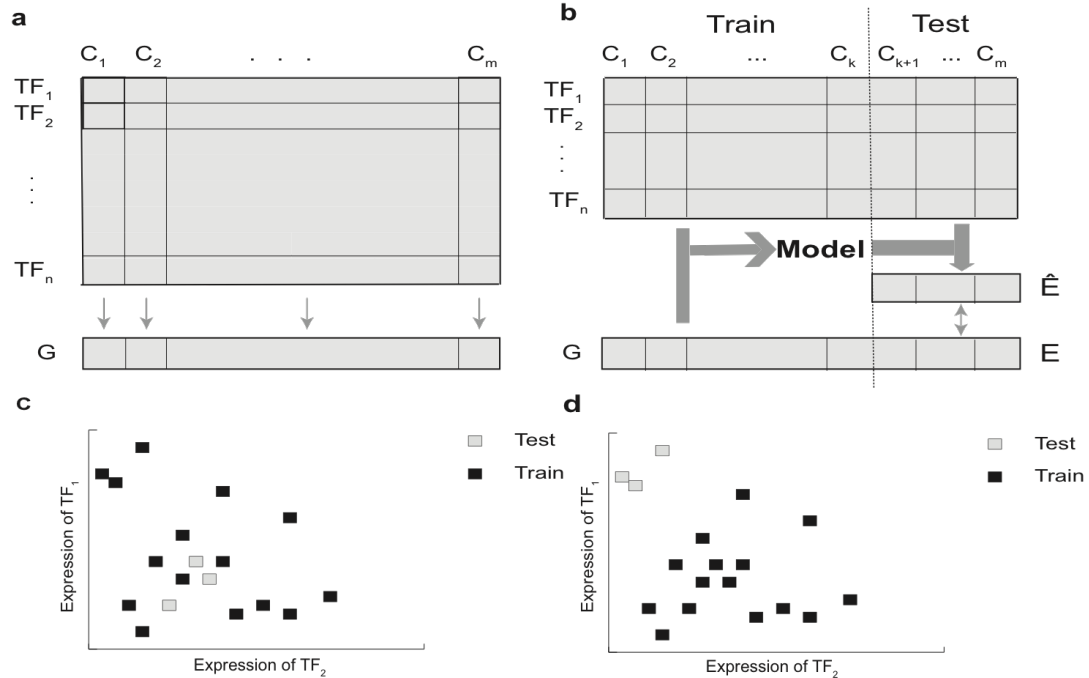 a
C1 C2 . . . Cm
TF1
TF2
...
TFn
G
b
Train Test
C1 C2 ... Ck Ck+1 ... Cm
TF1
TF2
...
TFn
Model
Ê
G E
c
Test
Train
Expression of TF1
Expression of TF2
d
Test
Train
Expression of TF1
Expression of TF2